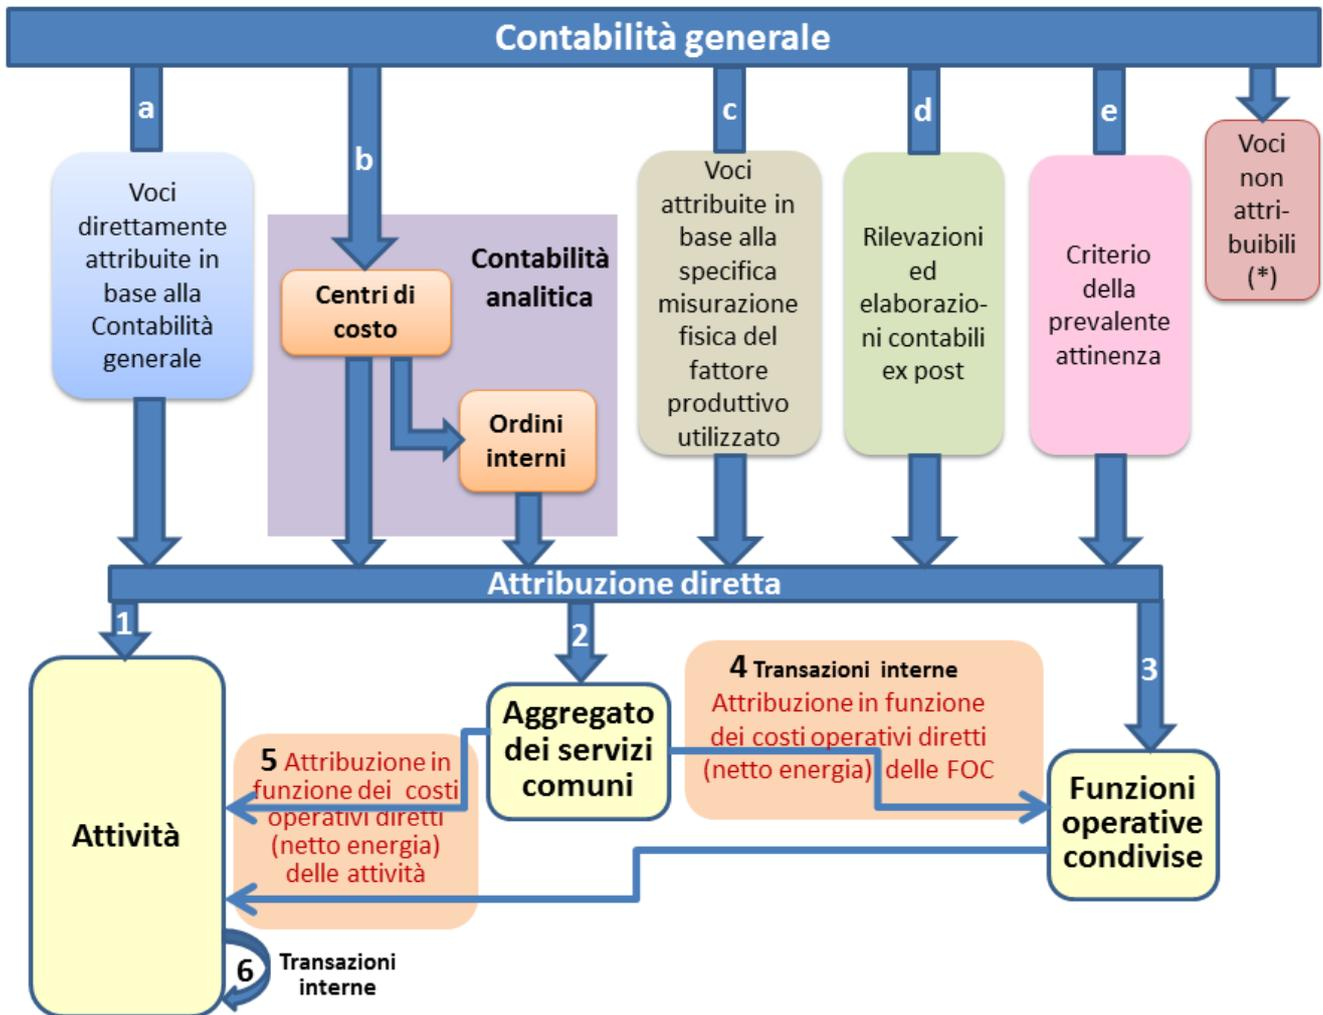 Contabilità generale
a
b
c
d
e
Voci
direttamente
attribuite in
base alla
Contabilità
generale
Contabilità
analitica
Centri di
costo
Ordini
interni
Voci
attribuite in
base alla
specifica
misurazione
fisica del
fattore
produttivo
utilizzato
Rilevazioni
ed
elaborazio-
ni contabili
ex post
Criterio
della
prevalente
attinenza
Voci
non
attri-
buibili
(*)
Attribuzione diretta
1
2
3
Attività
5 Attribuzione in
funzione dei costi
operativi diretti
(netto energia)
delle attività
Aggregato
dei servizi
comuni
4 Transazioni interne
Attribuzione in funzione
dei costi operativi diretti
(netto energia) delle FOC
Funzioni
operative
condivise
6
Transazioni
interne